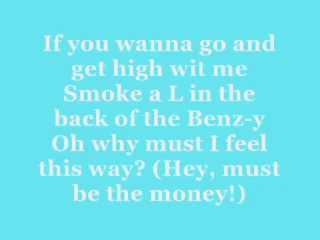 If you wanna go and
get high wit me
Smoke a L in the
back of the Benz-y
Oh why must I feel
this way? (Hey, must
be the money!)